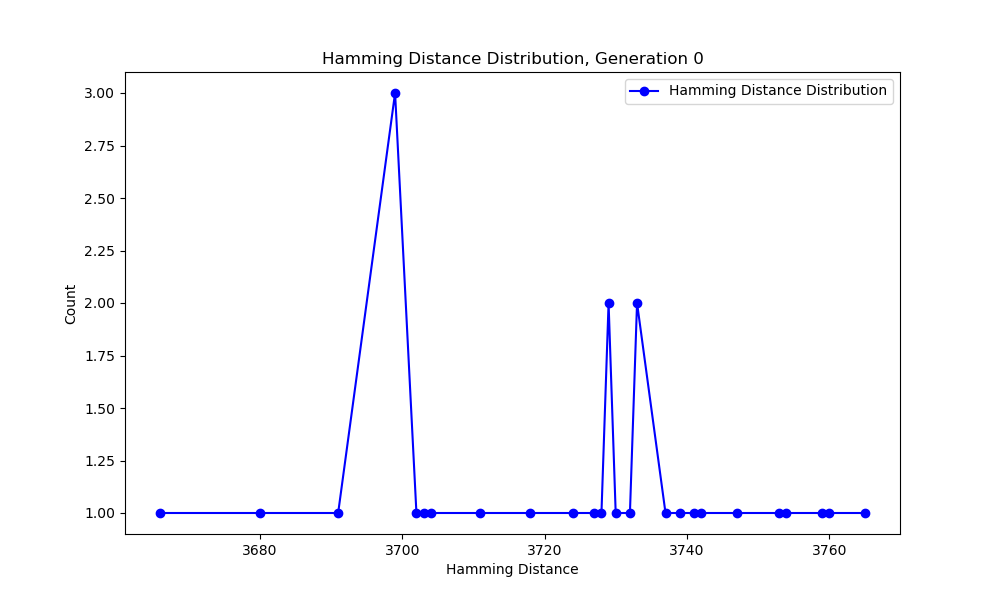 Hamming Distance Distribution, Generation 0
Hamming Distance Distribution
3.00
2.75
2.50
2.25
2.00
1.75
1.50
1.25
1.00
Count
3680 3700 3720 3740 3760
Hamming Distance